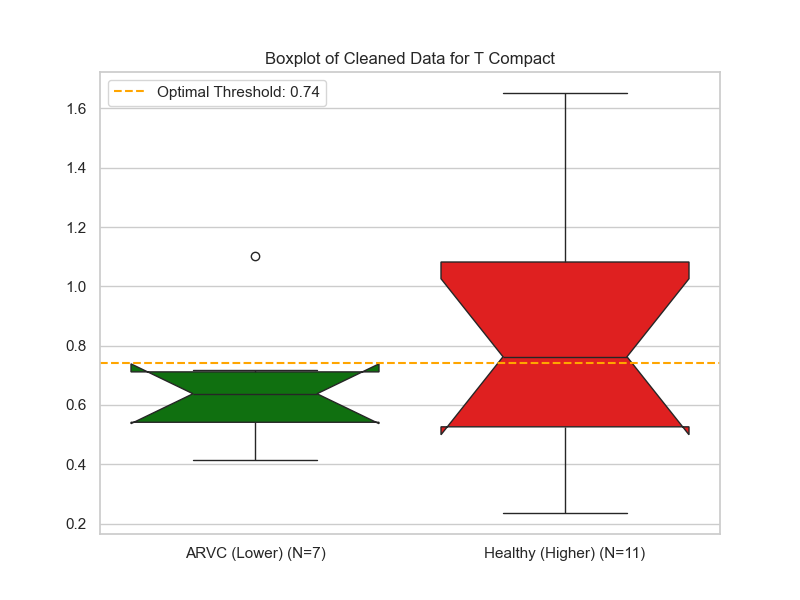 Boxplot of Cleaned Data for T Compact
Optimal Threshold: 0.74
1.6
1.4
1.2
1.0
0.8
0.6
0.4
0.2
ARVC (Lower) (N=7)
Healthy (Higher) (N=11)